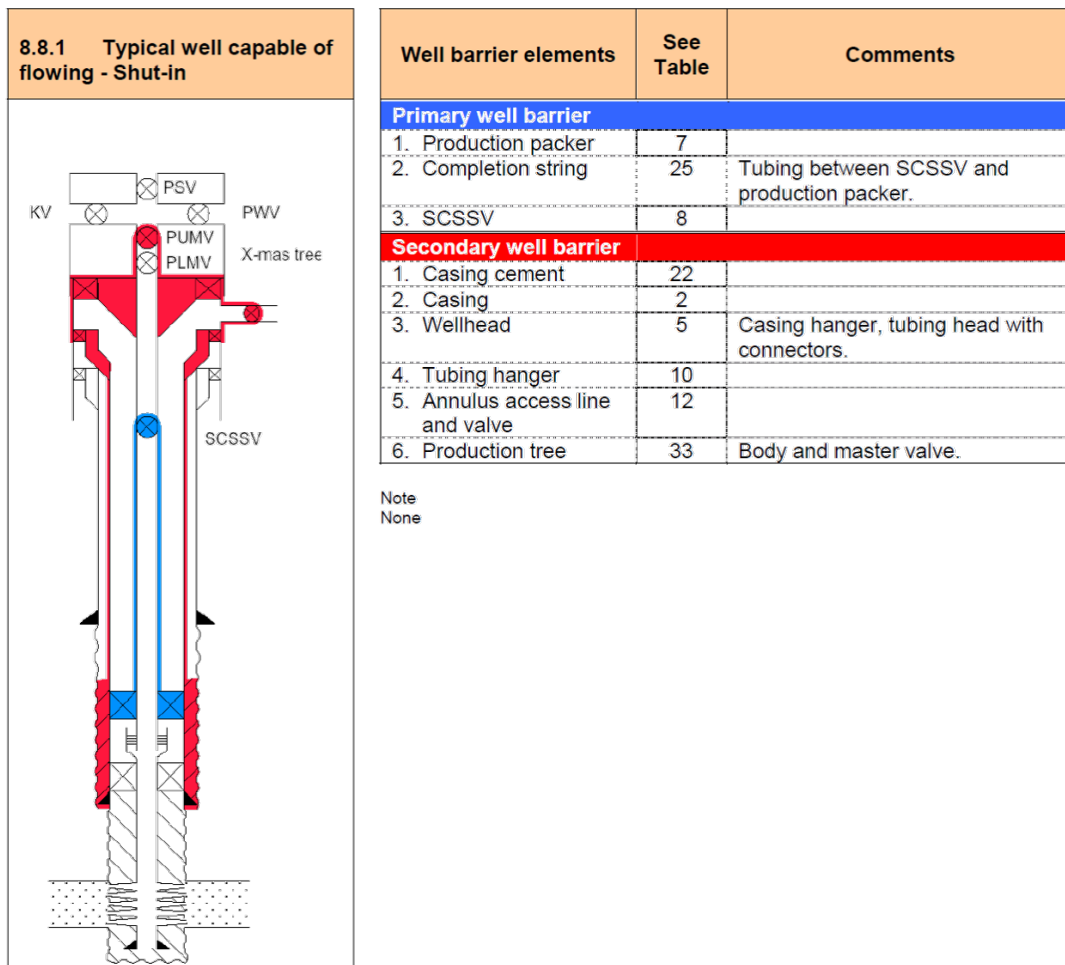 8.8.1 Typical well capable of
flowing - Shut-in
PSV
KV
PWV
PUMV
X-mas tree
PLMV
SCSSV
Well barrier elements See Table Comments
Primary well barrier
1. Production packer 7
2. Completion string 25 Tubing between SCSSV and
production packer.
3. SCSSV 8
Secondary well barrier
1. Casing cement 22
2. Casing 2
3. Wellhead 5 Casing hanger, tubing head with
connectors.
4. Tubing hanger 10
5. Annulus access line 12
and valve
6. Production tree 33 Body and master valve.
Note
None